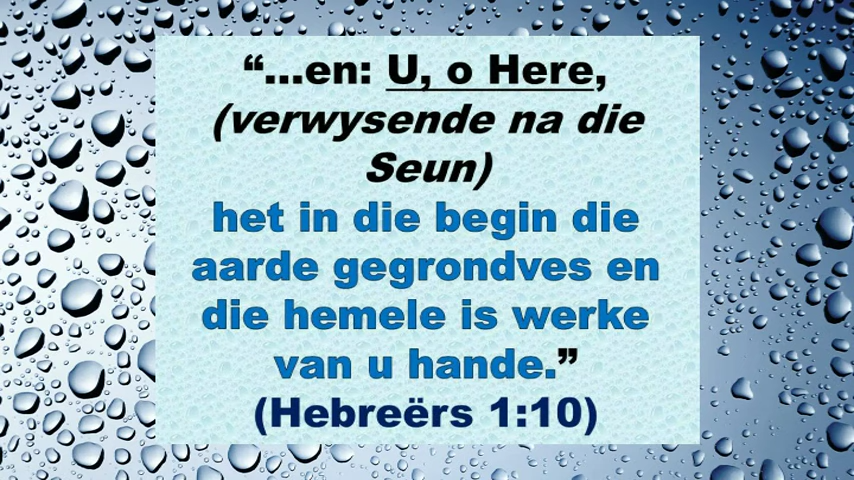 “...en: U, o Here,
(verwysende na die
Seun)
het in die begin die
aarde gegrondves en
die hemele is werke
van u hande.”
(Hebreërs 1:10)